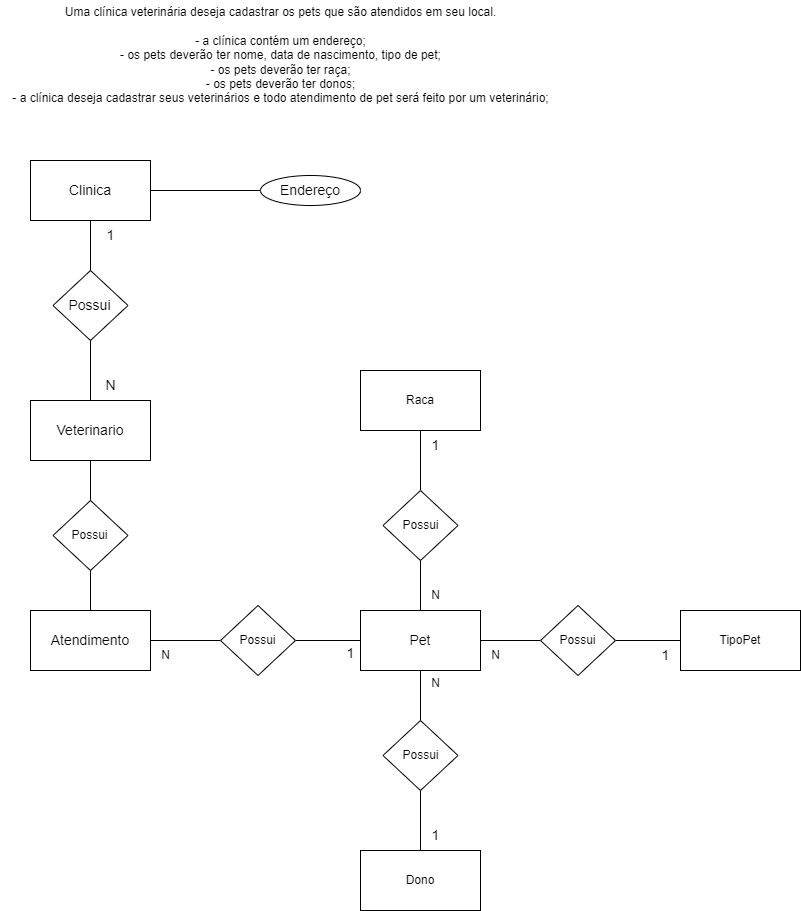 Uma clínica veterinária deseja cadastrar os pets que são atendidos em seu local.
- a clínica contém um endereço;
- os pets deverão ter nome, data de nascimento, tipo de pet;
- os pets deverão ter raça;
- os pets deverão ter donos;
- a clínica deseja cadastrar seus veterinários e todo atendimento de pet será feito por um veterinário;
Clinica
Endereço
1
Possui
N
Veterinario
Raca
1
Possui
Possui
N
Atendimento
N
Possui
1
Pet
N
Possui
1
TipoPet
N
Possui
1
Dono